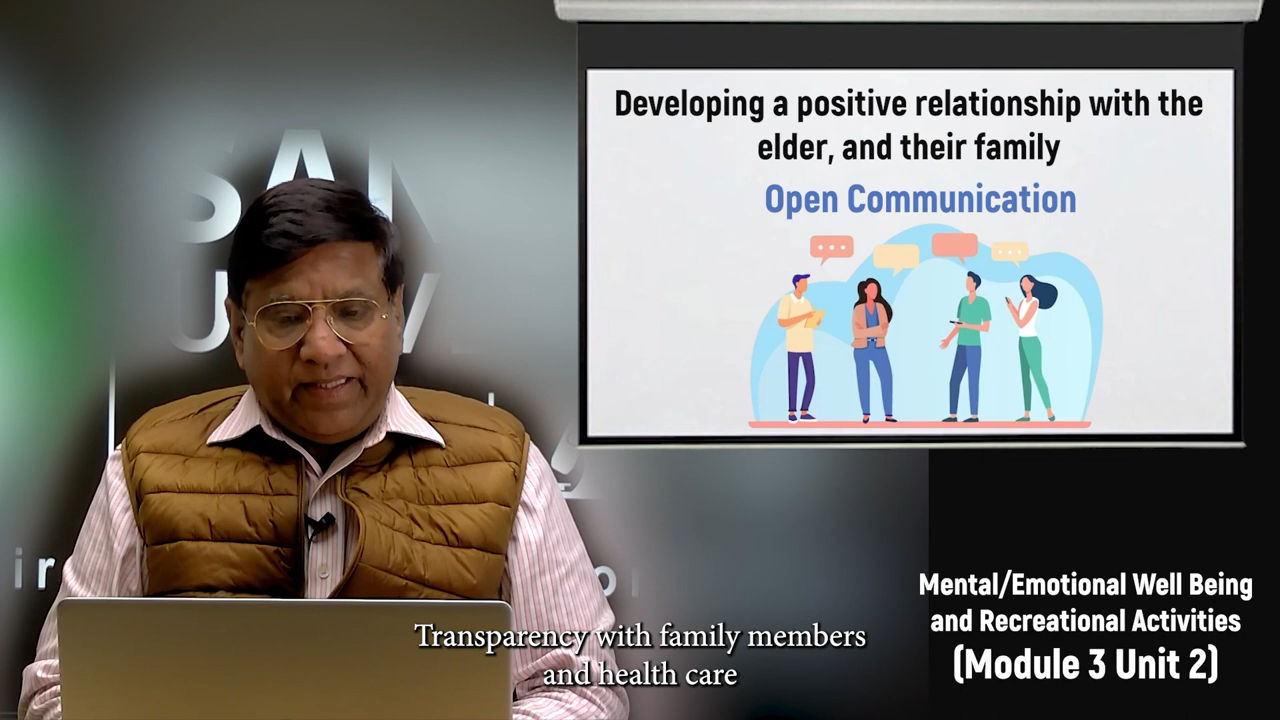 Developing a positive relationship with the
elder, and their family
Open Communication
Mental/Emotional Well Being
and Recreational Activities
(Module 3 Unit 2)
Transparency with family members
and health care